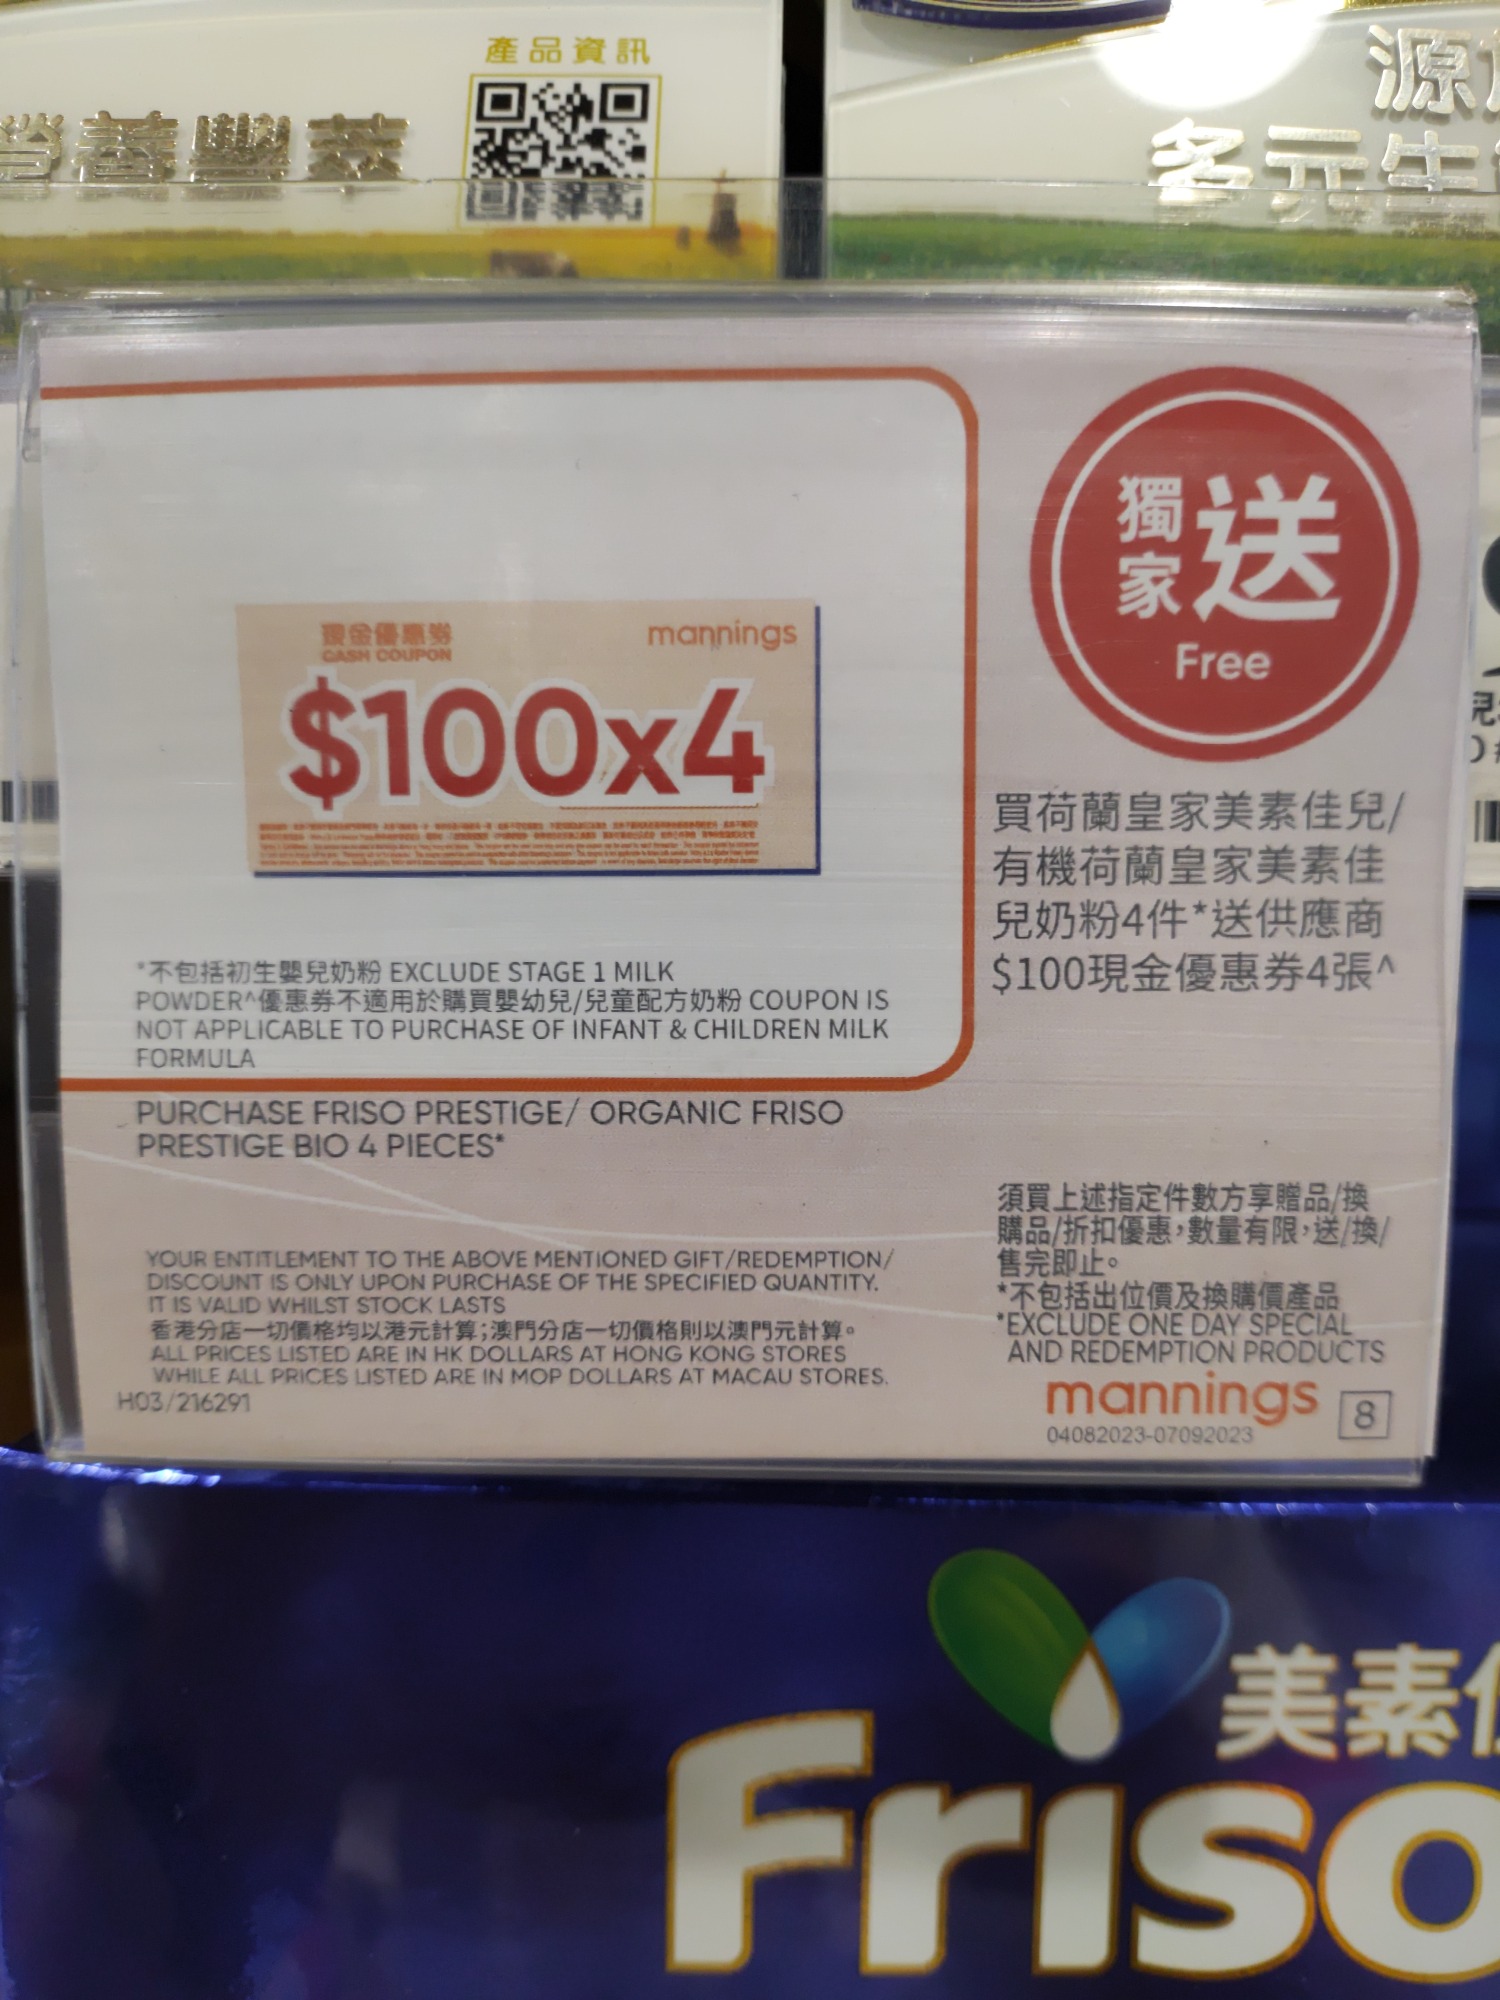 產品資訊
營養豐萃
源
多元生
獨家送
Free
現金優惠券
CASH COUPON
mannings
$100x4
買荷蘭皇家美素佳兒/
有機荷蘭皇家美素佳
兒奶粉4件*送供應商
$100現金優惠券4張^
*不包括初生嬰兒奶粉 EXCLUDE STAGE 1 MILK
POWDER^優惠券不適用於購買嬰幼兒/兒童配方奶粉 COUPON IS
NOT APPLICABLE TO PURCHASE OF INFANT & CHILDREN MILK
FORMULA
PURCHASE FRISO PRESTIGE/ ORGANIC FRISO
PRESTIGE BIO 4 PIECES*
YOUR ENTITLEMENT TO THE ABOVE MENTIONED GIFT/REDEMPTION/
DISCOUNT IS ONLY UPON PURCHASE OF THE SPECIFIED QUANTITY.
IT IS VALID WHILST STOCK LASTS
香港分店一切價格均以港元計算;澳門分店一切價格則以澳門元計算。
ALL PRICES LISTED ARE IN HK DOLLARS AT HONG KONG STORES
WHILE ALL PRICES LISTED ARE IN MOP DOLLARS AT MACAU STORES.
H03/216291
須買上述指定件數方享贈品/換
購品/折扣優惠,數量有限,送/換/
售完即止。
*不包括出位價及換購價產品
*EXCLUDE ONE DAY SPECIAL
AND REDEMPTION PRODUCTS
mannings
8
04082023-07092023
美素
Friso